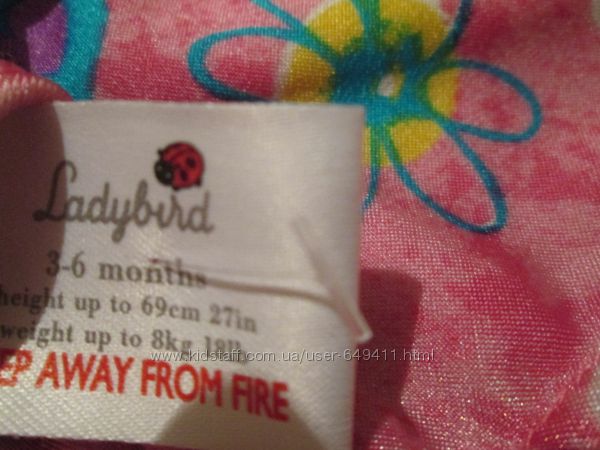 Ladybird
3-6 months
height up to 69cm 27in
weight up to 8kg 18lb
EP AWAY FROM FIRE
www.kidstaff.com.ua/user-649411.html